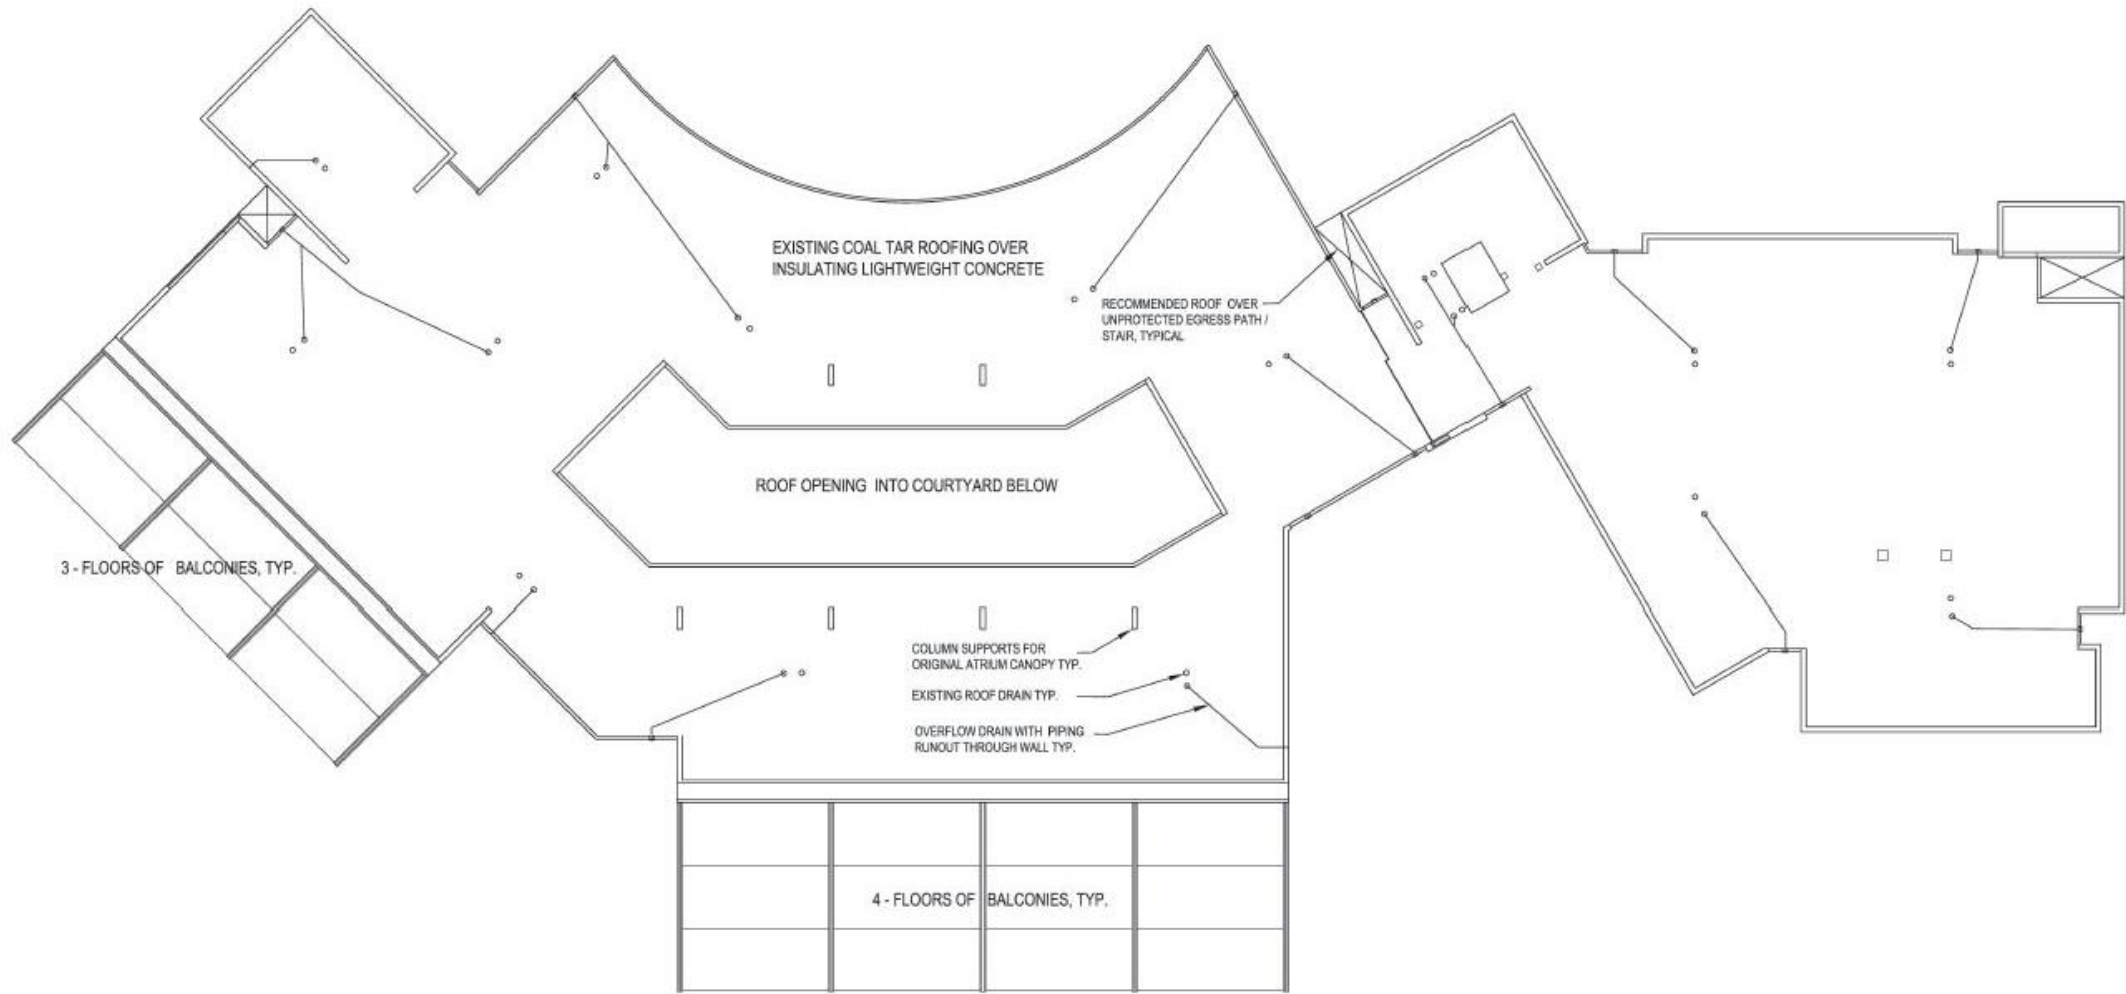 EXISTING COAL TAR ROOFING OVER
INSULATING LIGHTWEIGHT CONCRETE
RECOMMENDED ROOF OVER
UNPROTECTED EGRESS PATH /
STAIR, TYPICAL
ROOF OPENING INTO COURTYARD BELOW
3 - FLOORS OF BALCONIES, TYP.
COLUMN SUPPORTS FOR
ORIGINAL ATRIUM CANOPY TYP.
EXISTING ROOF DRAIN TYP.
OVERFLOW DRAIN WITH PIPING
RUNOUT THROUGH WALL TYP.
4 - FLOORS OF BALCONIES, TYP.